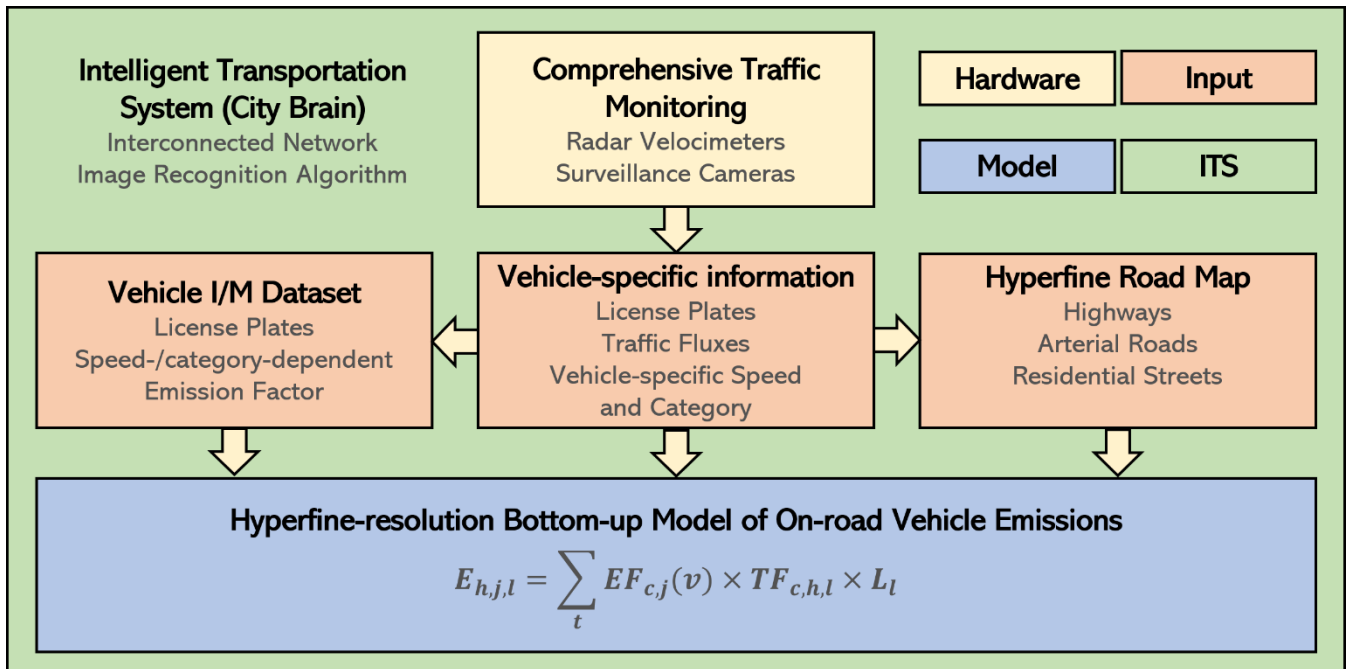 Intelligent Transportation
System (City Brain)
Interconnected Network
Image Recognition Algorithm
Comprehensive Traffic
Monitoring
Radar Velocimeters
Surveillance Cameras
Hardware
Input
Model
ITS
Vehicle I/M Dataset
License Plates
Speed-/category-dependent
Emission Factor
Vehicle-specific information
License Plates
Traffic Fluxes
Vehicle-specific Speed
and Category
Hyperfine Road Map
Highways
Arterial Roads
Residential Streets
Hyperfine-resolution Bottom-up Model of On-road Vehicle Emissions
E_{h,j,l} = \sum_{t} EF_{c,j}(v) × TF_{c,h,l} × L_l